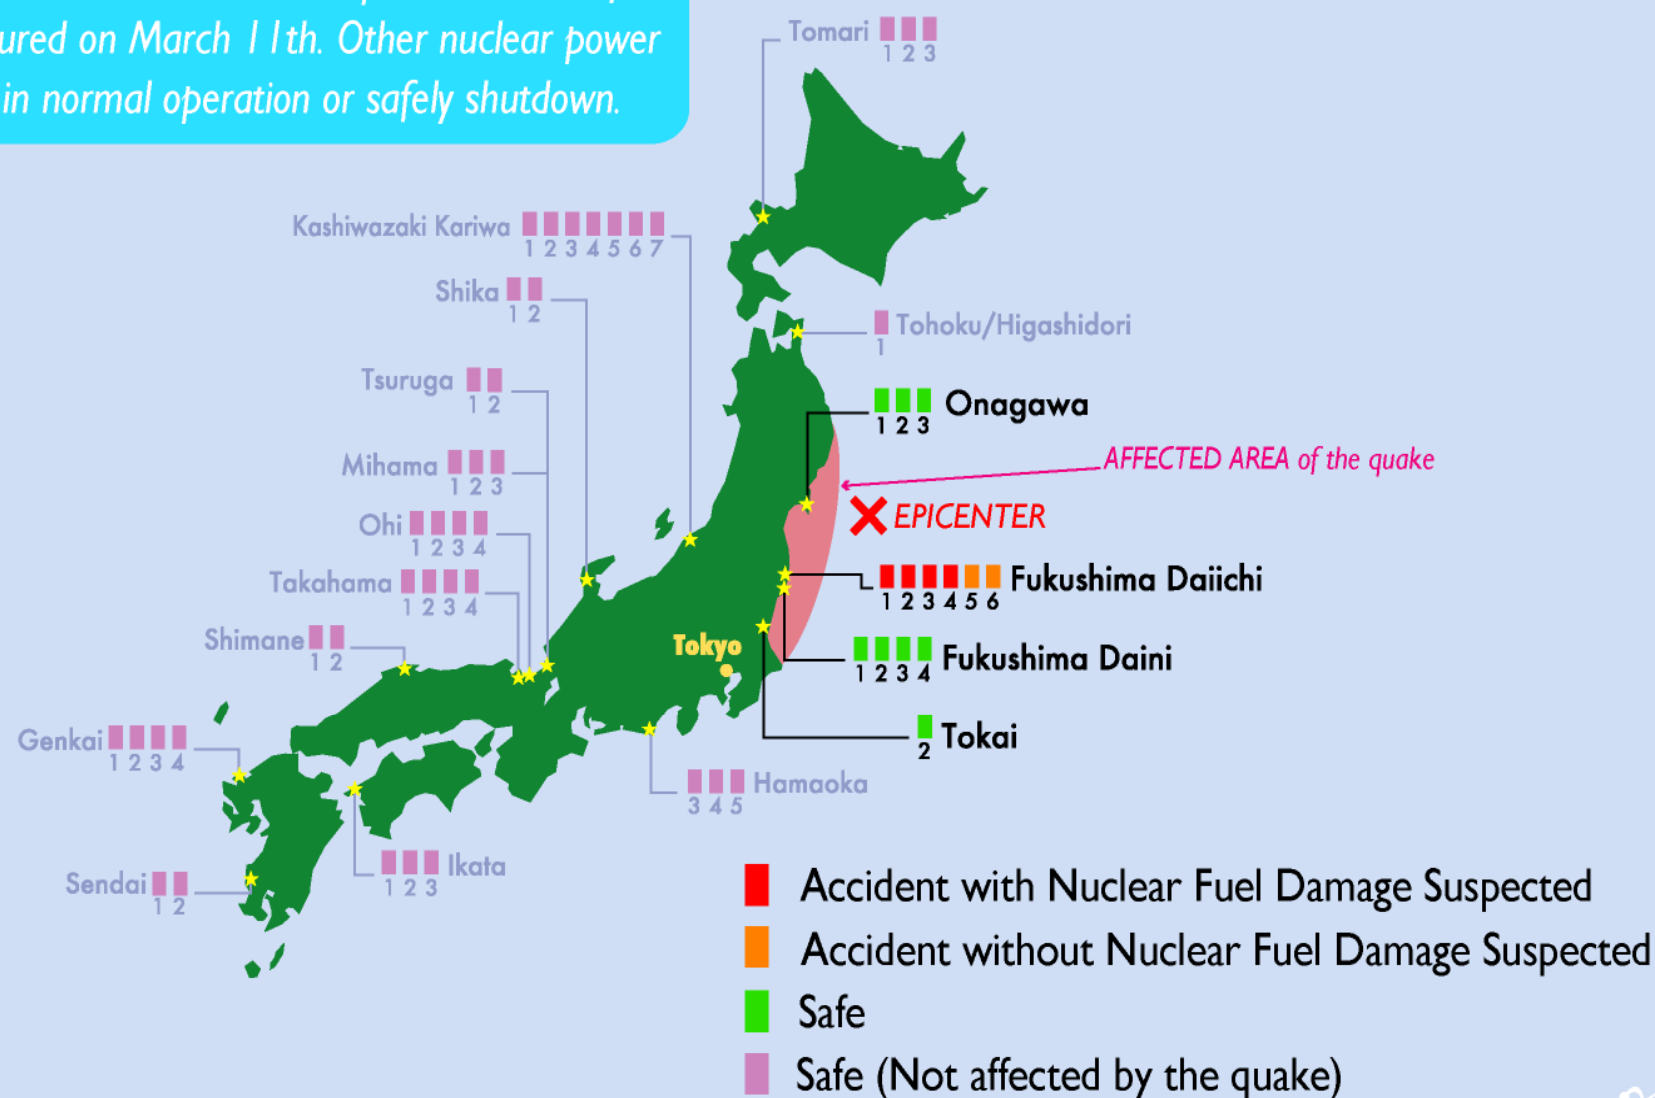 ured on March 11th. Other nuclear power
in normal operation or safely shutdown.
Tomari
1 2 3
Kashiwazaki Kariwa
1 2 3 4 5 6 7
Shika
1 2
Tohoku/Higashidori
1
Tsuruga
1 2
Onagawa
1 2 3
AFFECTED AREA of the quake
Mihama
1 2 3
EPICENTER
Ohi
1 2 3 4
Takahama
1 2 3 4
Fukushima Daiichi
1 2 3 4 5 6
Shimane
1 2
Tokyo
Fukushima Daini
1 2 3 4
Genkai
1 2 3 4
Tokai
2
Hamaoka
3 4 5
Ikata
1 2 3
Sendai
1 2
Accident with Nuclear Fuel Damage Suspected
Accident without Nuclear Fuel Damage Suspected
Safe
Safe (Not affected by the quake)